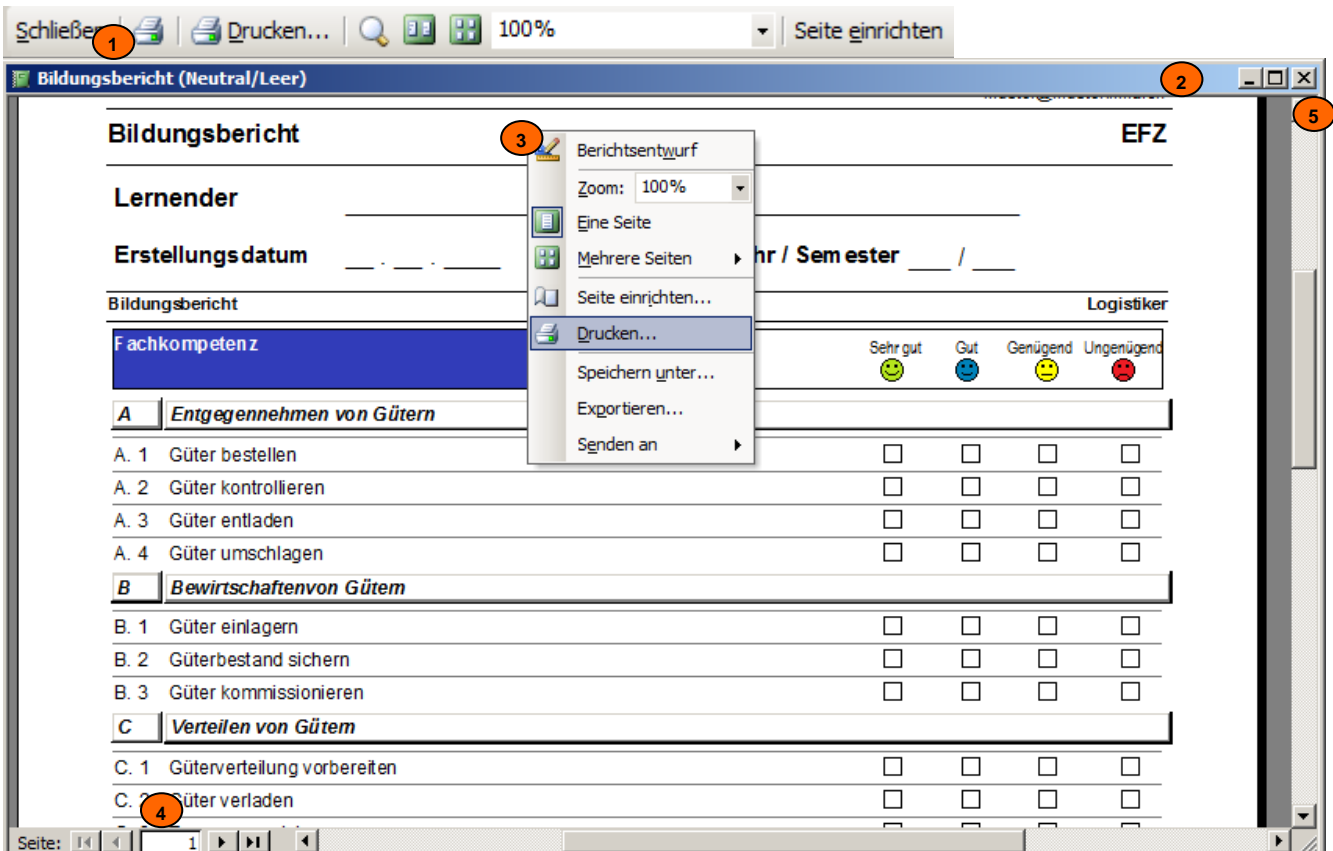 Schließen Drucken... 100% Seite einrichten
1
Bildungsbericht (Neutral/Leer) 2
5
Bildungsbericht EFZ
3
Berichtsentwurf
Zoom: 100%
Eine Seite
Mehrere Seiten
Seite einrichten...
Drucken...
Speichern unter...
Exportieren...
Senden an
Lernender
Erstellungsdatum __ . __ . ____ hr / Semester ___ / ___
Bildungsbericht Logistiker
Fachkompetenz Sehr gut Gut Genügend Ungenügend
A Entgegennehmen von Gütern
A. 1 Güter bestellen
A. 2 Güter kontrollieren
A. 3 Güter entladen
A. 4 Güter umschlagen
B Bewirtschaftenvon Gütern
B. 1 Güter einlagern
B. 2 Güterbestand sichern
B. 3 Güter kommissionieren
C Verteilen von Gütern
C. 1 Güterverteilung vorbereiten
C. 2 Güter verladen
4
Seite: 1